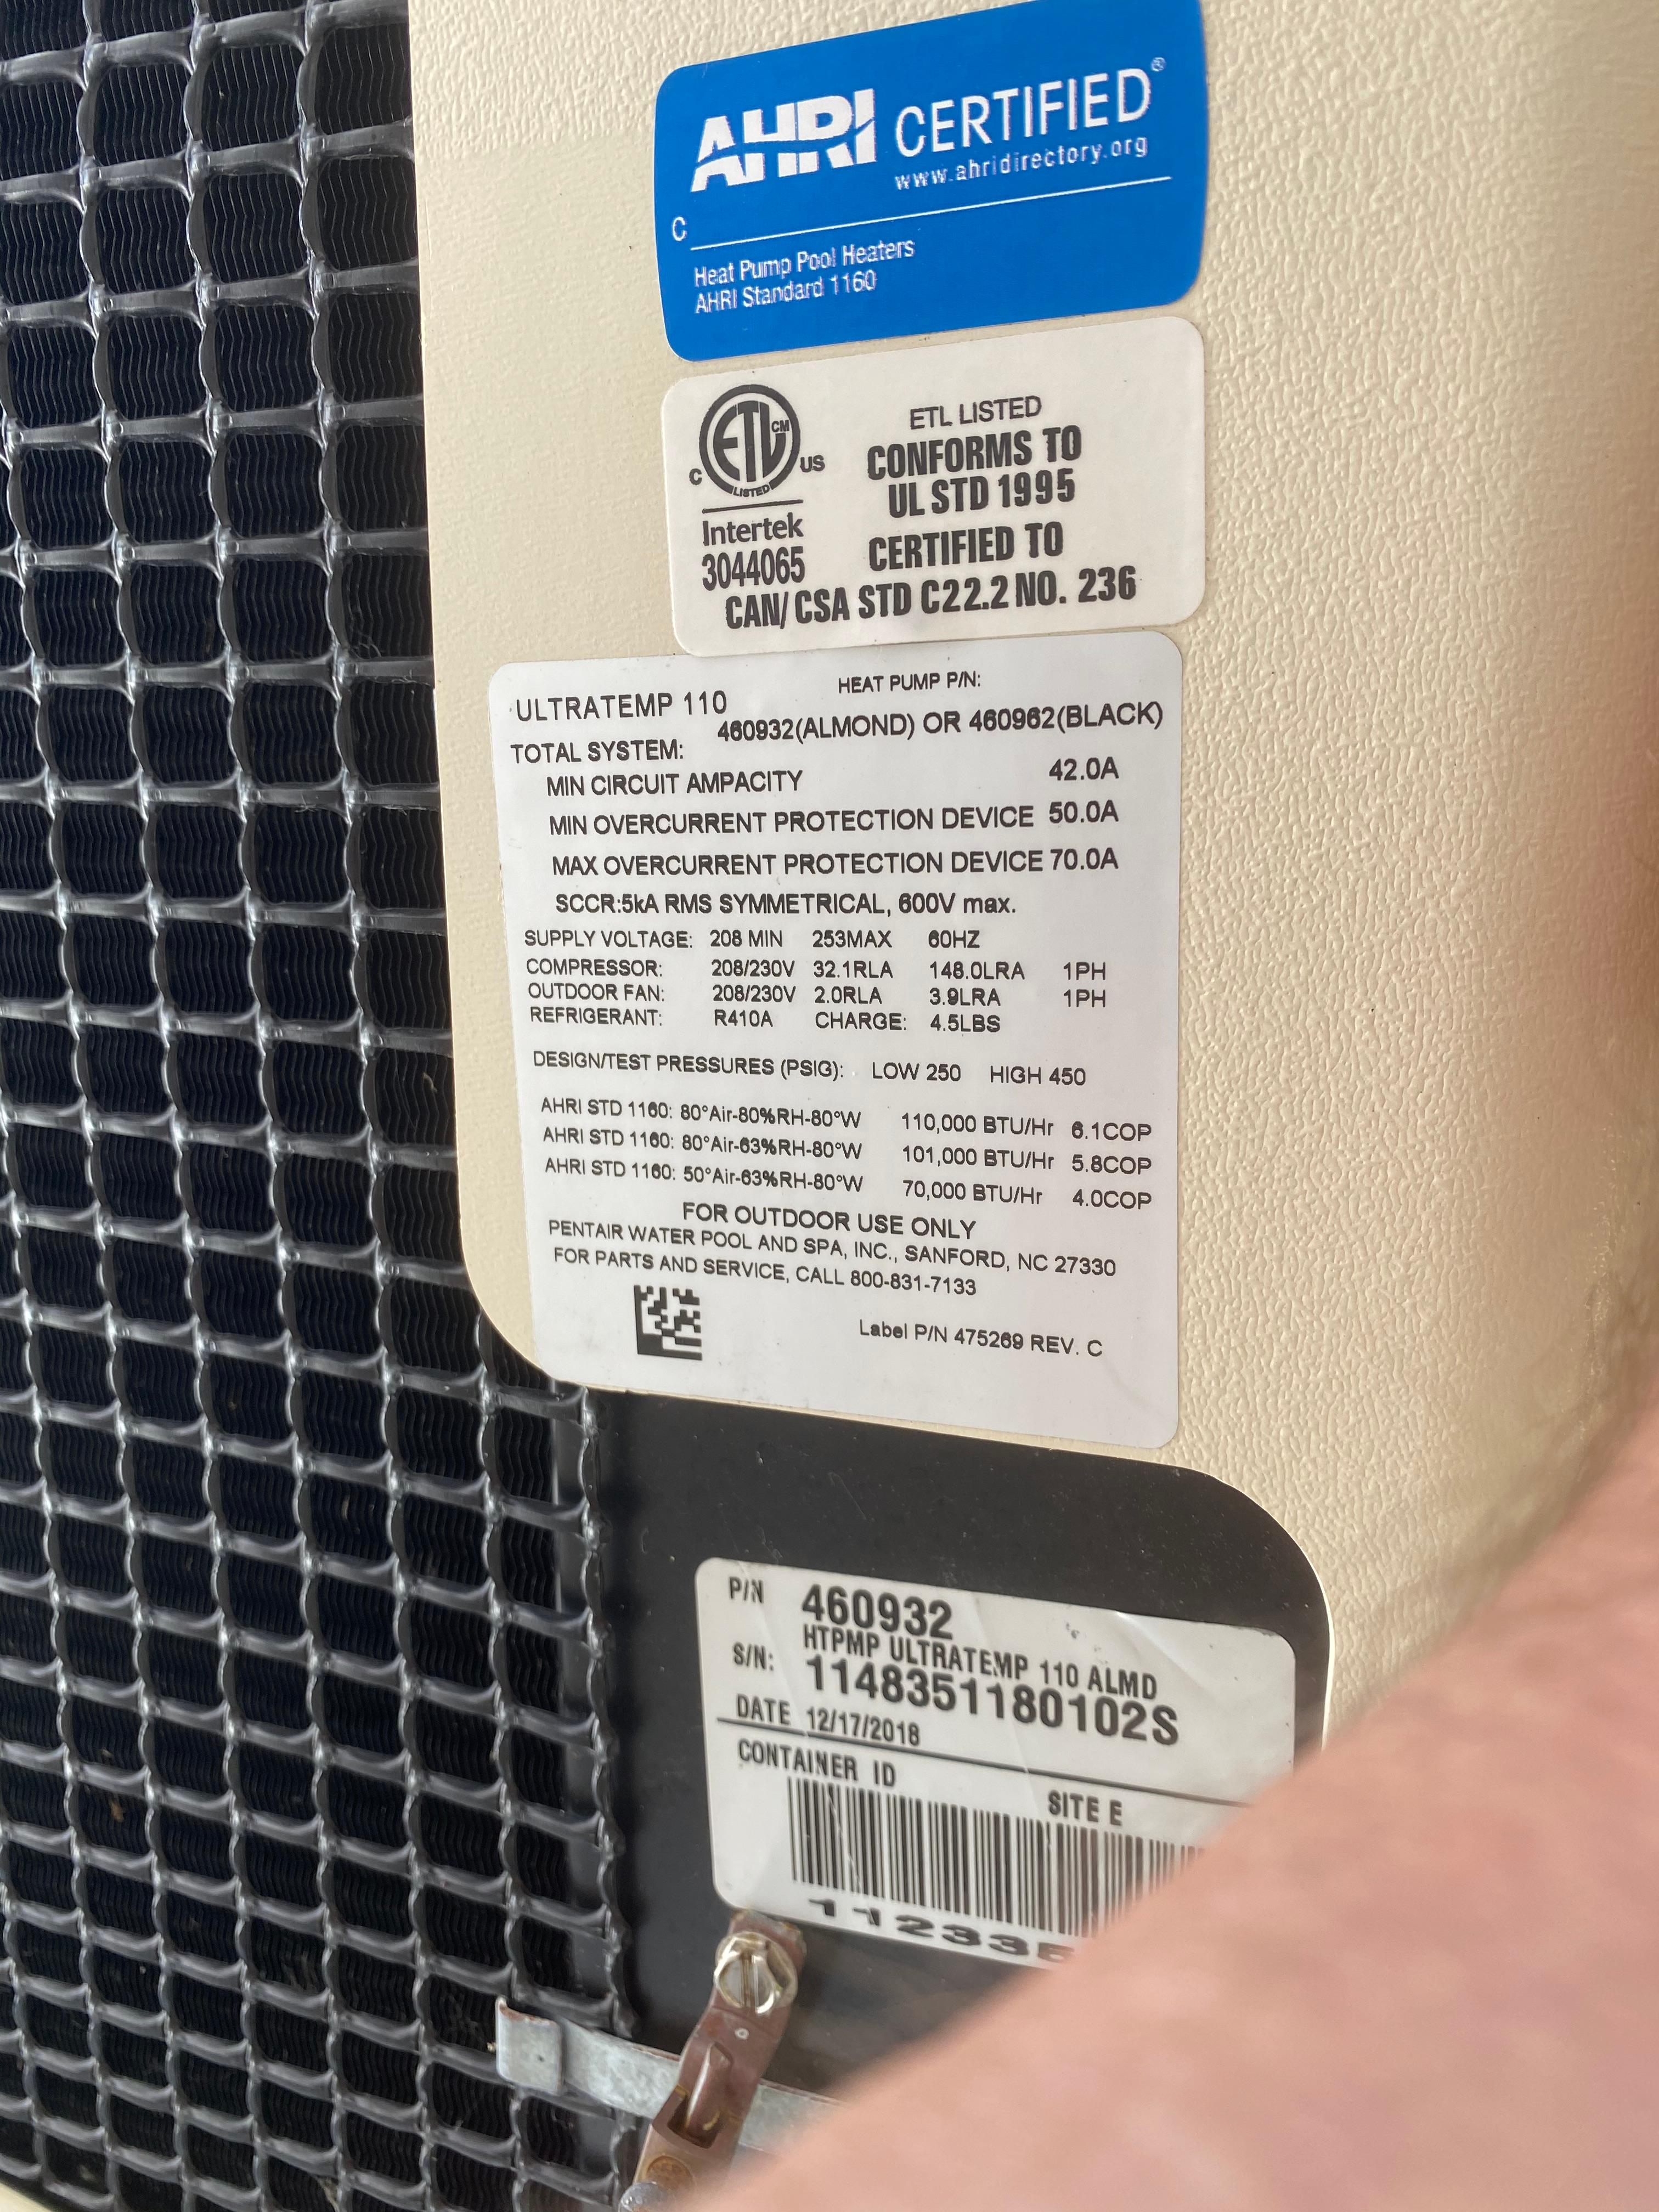 AHRI CERTIFIED®
www.ahridirectory.org
C
Heat Pump Pool Heaters
AHRI Standard 1160
ETL CM
LISTED
C US
Intertek
3044065
ETL LISTED
CONFORMS TO
UL STD 1995
CERTIFIED TO
CAN/CSA STD C22.2 NO. 236
ULTRATEMP 110 HEAT PUMP P/N:
460932(ALMOND) OR 460962(BLACK)
TOTAL SYSTEM:
MIN CIRCUIT AMPACITY 42.0A
MIN OVERCURRENT PROTECTION DEVICE 50.0A
MAX OVERCURRENT PROTECTION DEVICE 70.0A
SCCR:5kA RMS SYMMETRICAL, 600V max.
SUPPLY VOLTAGE: 208 MIN 253MAX 60HZ
COMPRESSOR: 208/230V 32.1RLA 148.0LRA 1PH
OUTDOOR FAN: 208/230V 2.0RLA 3.9LRA 1PH
REFRIGERANT: R410A CHARGE: 4.5LBS
DESIGN/TEST PRESSURES (PSIG): LOW 250 HIGH 450
AHRI STD 1160: 80°Air-80%RH-80°W 110,000 BTU/Hr 6.1COP
AHRI STD 1160: 80°Air-63%RH-80°W 101,000 BTU/Hr 5.8COP
AHRI STD 1160: 50°Air-63%RH-80°W 70,000 BTU/Hr 4.0COP
FOR OUTDOOR USE ONLY
PENTAIR WATER POOL AND SPA, INC., SANFORD, NC 27330
FOR PARTS AND SERVICE, CALL 800-831-7133
Label P/N 475269 REV. C
P/N 460932
HTPMP ULTRATEMP 110 ALMD
S/N: 1148351180102S
DATE 12/17/2018
CONTAINER ID
SITE E